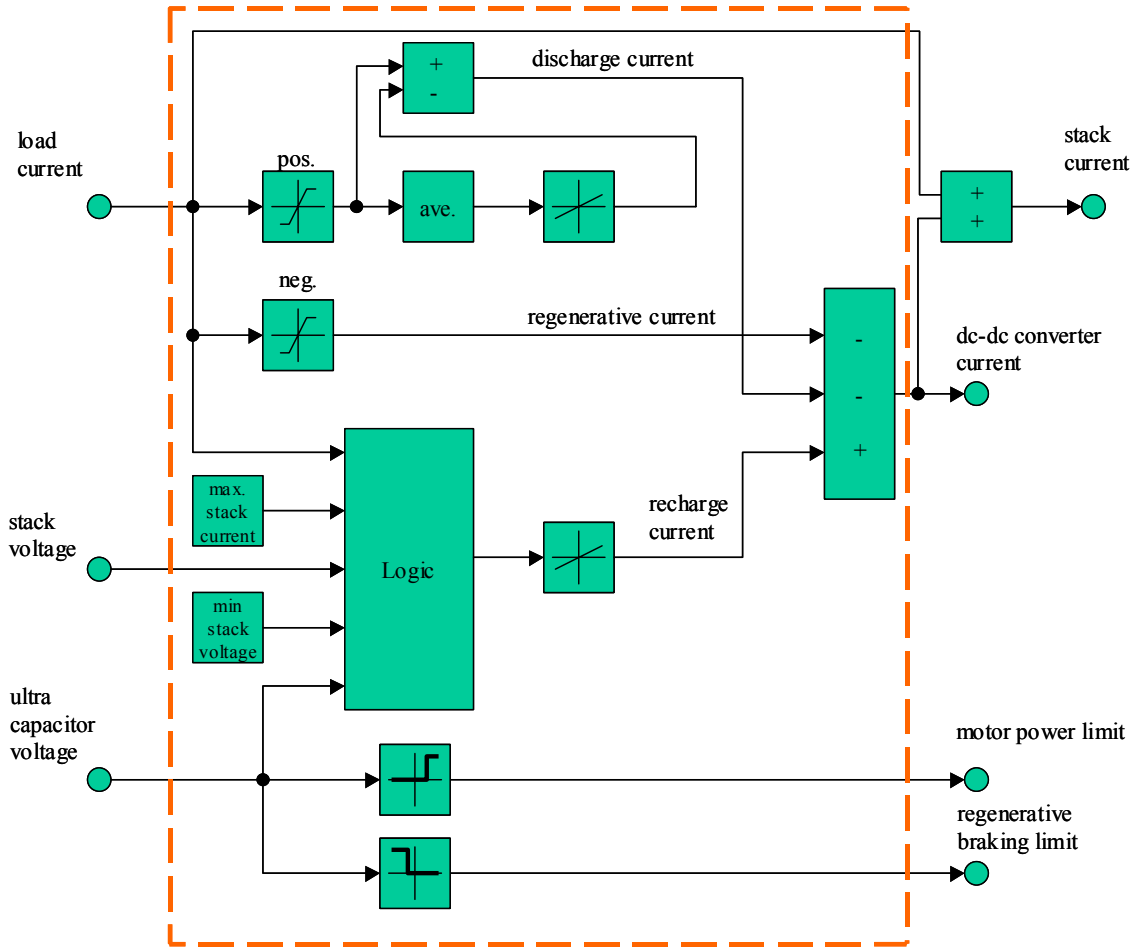 +
-
discharge current
load
current
pos.
ave.
stack
current
+
+
neg.
regenerative current
-
-
+
dc-dc converter
current
max.
stack
current
stack
voltage
Logic
recharge
current
min
stack
voltage
ultra
capacitor
voltage
motor power limit
regenerative
braking limit